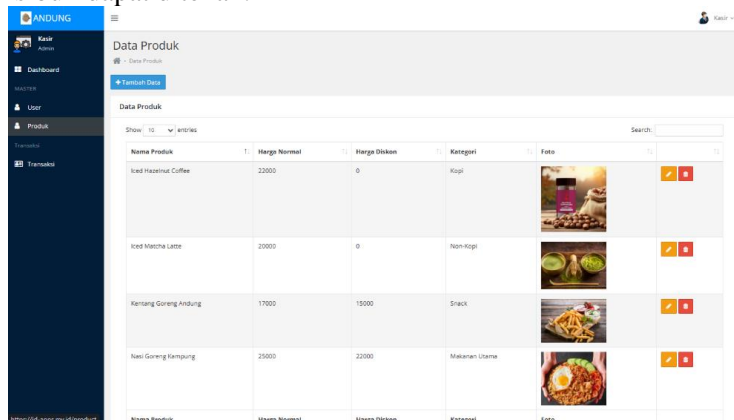 ANDUNG
Kasir
Kasir
Admin
Dashboard
MASTER
User
Produk
Transaksi
Transaksi
Data Produk
Data Produk
+Tambah Data
Data Produk
Show 10 entries
Search:
Nama Produk Harga Normal Harga Diskon Kategori Foto
Iced Hazelnut Coffee 22000 0 Kopi
Iced Matcha Latte 20000 0 Non-Kopi
Kentang Goreng Andung 17000 15000 Snack
Nasi Goreng Kampung 25000 22000 Makanan Utama
Nama Produk Harga Normal Harga Diskon Kategori Foto